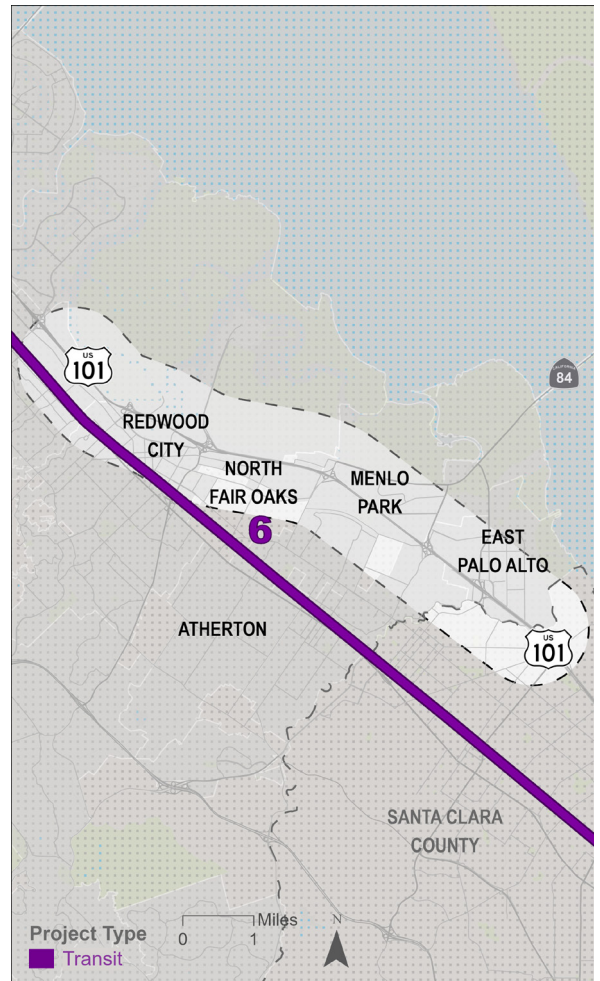 US
101
CALIFORNIA
84
REDWOOD
CITY
NORTH
FAIR OAKS
MENLO
PARK
6
EAST
PALO ALTO
ATHERTON
US
101
SANTA CLARA
COUNTY
Project Type
Transit
Miles
0 1
N